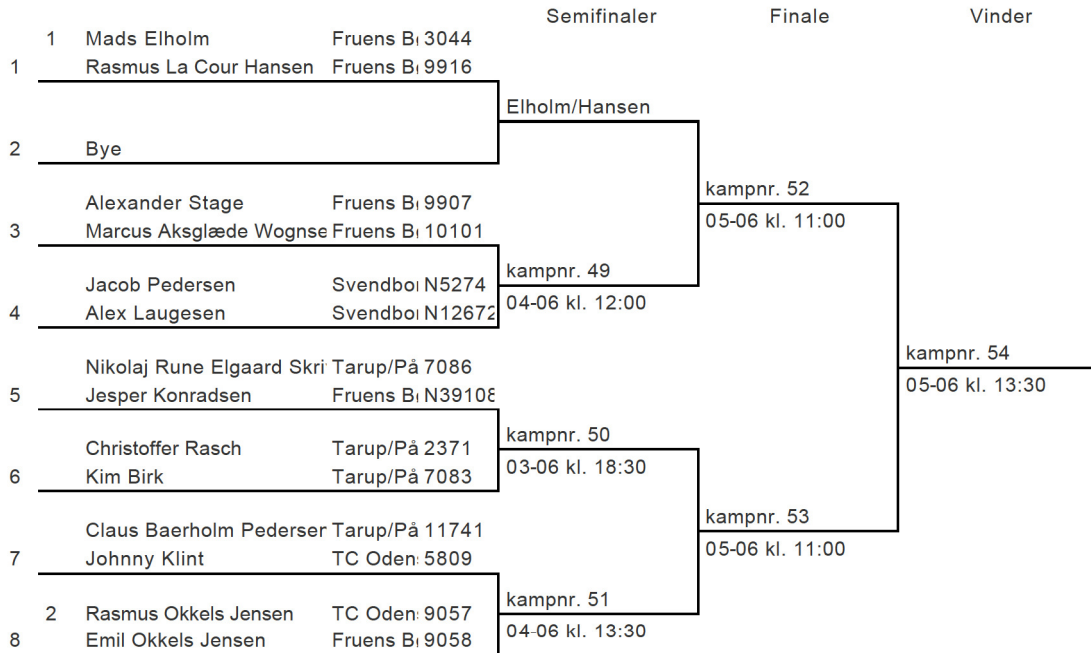 Semifinaler Finale Vinder
1 Mads Elholm Fruens B 3044
1 Rasmus La Cour Hansen Fruens B 9916
Elholm/Hansen
2 Bye
kampnr. 52
Alexander Stage Fruens B 9907
05-06 kl. 11:00
3 Marcus Aksglæde Wognse Fruens B 10101
kampnr. 49
Jacob Pedersen Svendbo N5274
04-06 kl. 12:00
4 Alex Laugesen Svendbo N12672
kampnr. 54
Nikolaj Rune Elgaard Skri Tarup/På 7086
05-06 kl. 13:30
5 Jesper Konradsen Fruens B N39108
kampnr. 50
Christoffer Rasch Tarup/På 2371
03-06 kl. 18:30
6 Kim Birk Tarup/På 7083
kampnr. 53
Claus Baerholm Pederser Tarup/På 11741
05-06 kl. 11:00
7 Johnny Klint TC Oden 5809
kampnr. 51
2 Rasmus Okkels Jensen TC Oden 9057
04-06 kl. 13:30
8 Emil Okkels Jensen Fruens B 9058